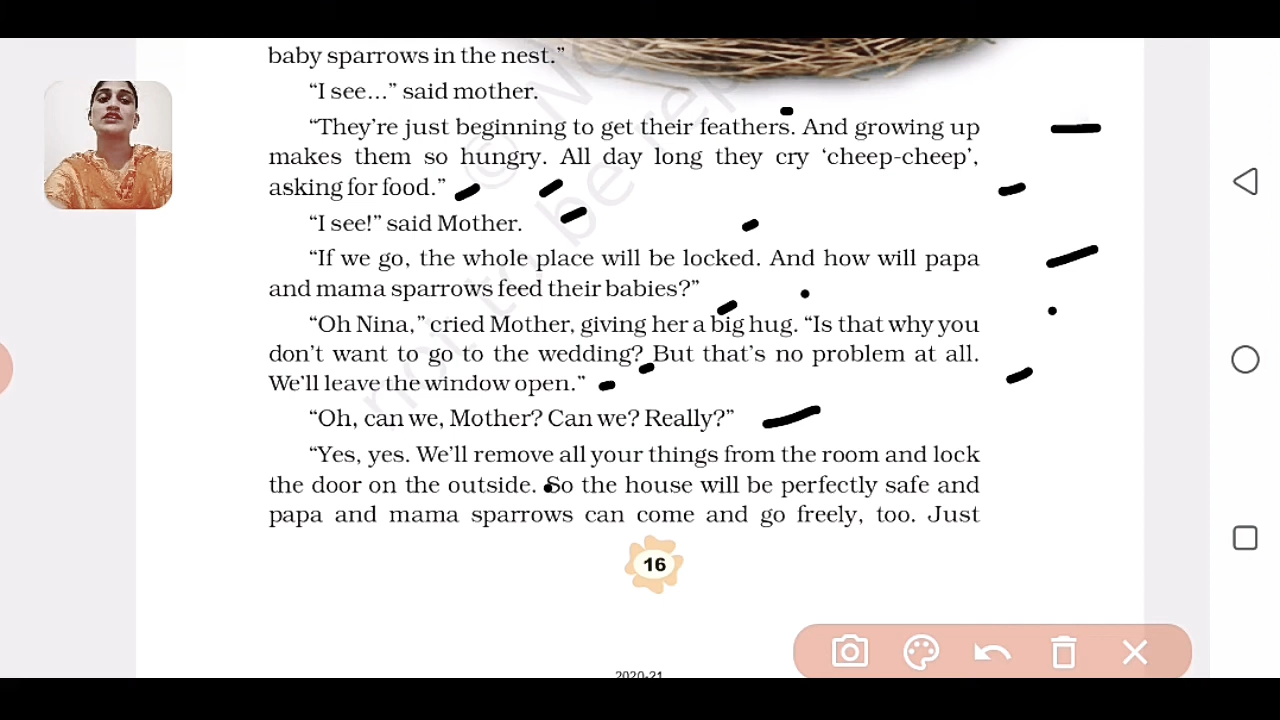 baby sparrows in the nest.”
“I see...” said mother.
“They’re just beginning to get their feathers. And growing up
makes them so hungry. All day long they cry ‘cheep-cheep’,
asking for food.”
“I see!” said Mother.
“If we go, the whole place will be locked. And how will papa
and mama sparrows feed their babies?”
“Oh Nina,” cried Mother, giving her a big hug. “Is that why you
don’t want to go to the wedding? But that’s no problem at all.
We’ll leave the window open.”
“Oh, can we, Mother? Can we? Really?”
“Yes, yes. We’ll remove all your things from the room and lock
the door on the outside. So the house will be perfectly safe and
papa and mama sparrows can come and go freely, too. Just
16
2020-21
not to be rep